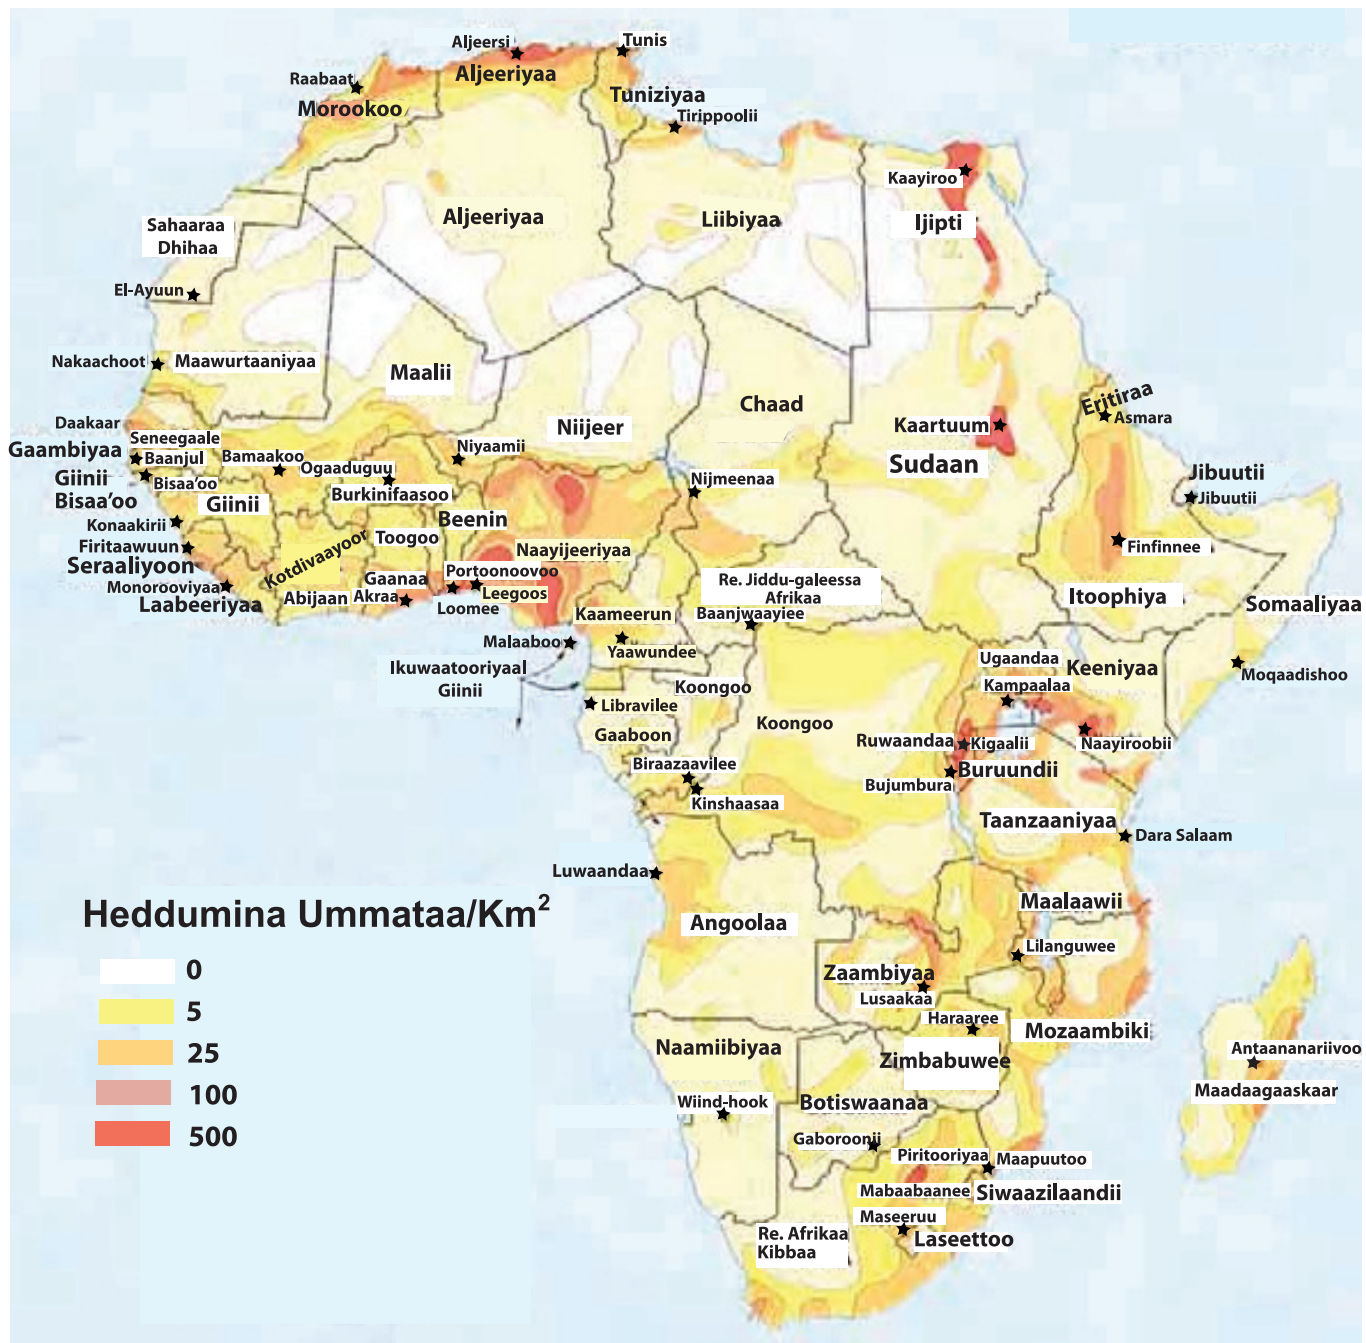 Aljeersi
Tunis
Aljeeriyaa
Raabaat
Morookoo
Tuniziyaa
Tirippoolii
Kaayiroo
Aljeeriyaa
Liibiyaa
Ijipti
Sahaaraa
Dhihaa
El-Ayuun
Nakaachoot
Maawurtaaniyaa
Maalii
Niijeer
Chaad
Eritiraa
Asmara
Kaartuum
Sudaan
Daakaar
Seneegaale
Gaambiyaa
Baanjul
Bamaakoo
Niyaamii
Ogaaduguu
Nijmeenaa
Jibuutii
Jibuutii
Giinii
Bisaa'oo
Bisaa'oo
Giinii
Burkinifaasoo
Beenin
Konaakirii
Firitaawuun
Seraaliyoon
Kotdivaayoor
Toogoo
Naayijeeriyaa
Finfinnee
Monorooviyaa
Laabeeriyaa
Abijaan
Gaanaa
Akraa
Portoonoovoo
Leegoos
Loomee
Re. Jiddu-galeessa
Afrikaa
Baanjwaayiee
Itoophiya
Somaaliyaa
Kaameerun
Malaaboo
Yaawundee
Ikuwaatooriyaal
Giinii
Ugaandaa
Keeniyaa
Kampaalaa
Moqaadishoo
Koongoo
Libravilee
Gaaboon
Koongoo
Ruwaandaa
Kigaalii
Naayiroobii
Biraazaavilee
Kinshaasaa
Buruundii
Bujumbura
Taanzaaniyaa
Dara Salaam
Luwaandaa
Angoolaa
Maalaawii
Lilanguwee
Zaambiyaa
Lusaakaa
Haraaree
Mozaambiki
Zimbabuwee
Naamiibiyaa
Antaananariivoo
Maadaagaaskaar
Wiind-hook
Botiswaanaa
Gaboroonii
Piritooriyaa
Maapuutoo
Mabaabaanee
Siwaazilaandii
Maseeruu
Laseettoo
Re. Afrikaa
Kibbaa
Heddumina Ummataa/Km²
0
5
25
100
500